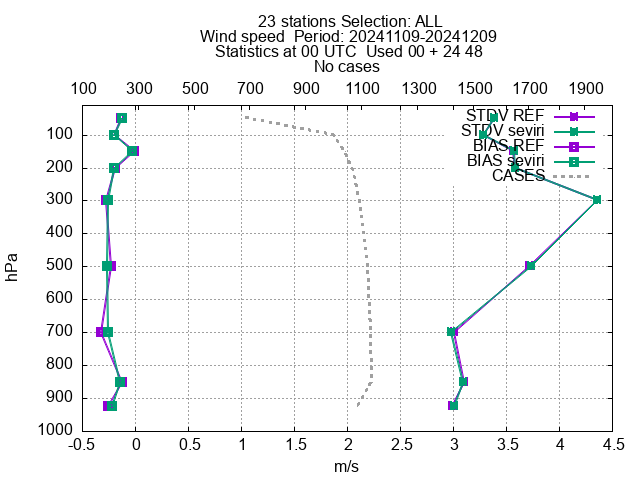 23 stations Selection: ALL
Wind speed  Period: 20241109-20241209
Statistics at 00 UTC  Used 00 + 24 48
No cases
100 300 500 700 900 1100 1300 1500 1700 1900
STDV REF
STDV seviri
BIAS REF
BIAS seviri
CASES
100
200
300
400
500
600
700
800
900
1000
hPa
-0.5 0 0.5 1 1.5 2 2.5 3 3.5 4 4.5
m/s